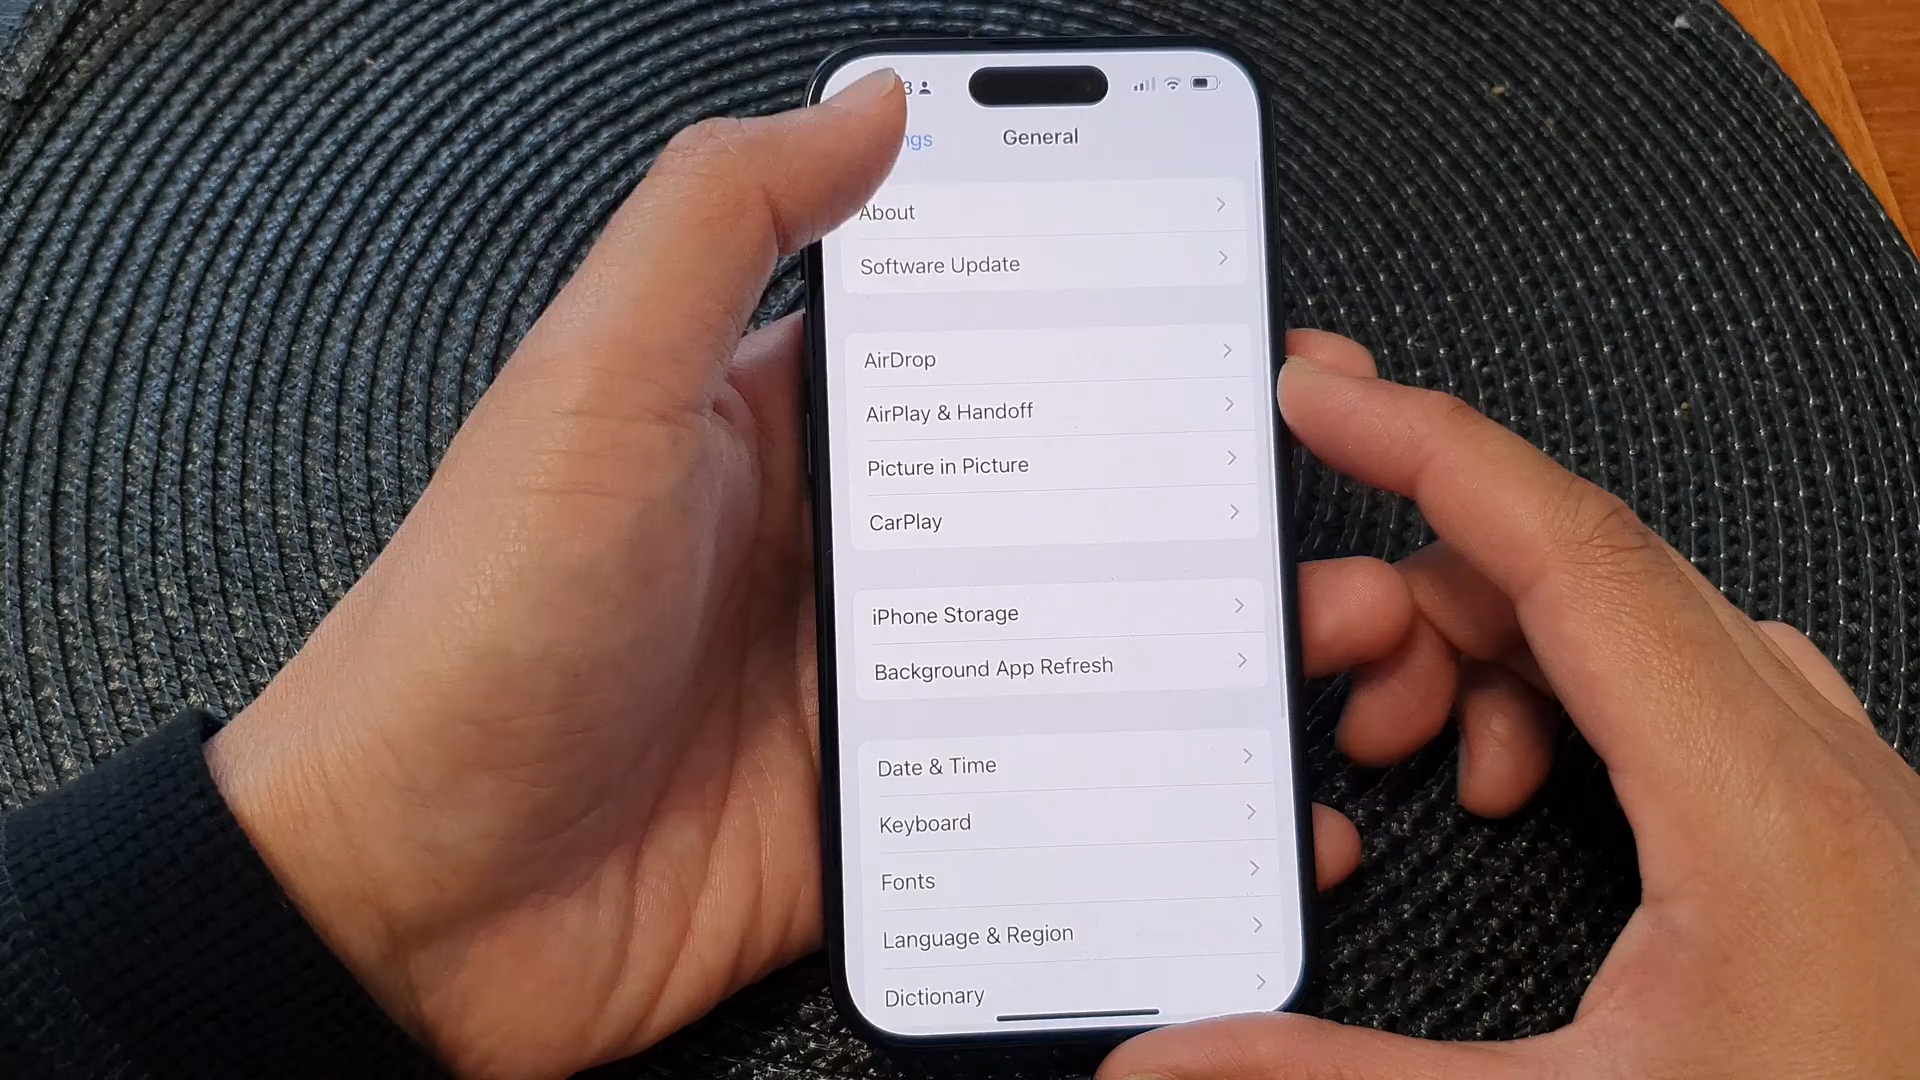 General
About
Software Update
AirDrop
AirPlay & Handoff
Picture in Picture
CarPlay
iPhone Storage
Background App Refresh
Date & Time
Keyboard
Fonts
Language & Region
Dictionary